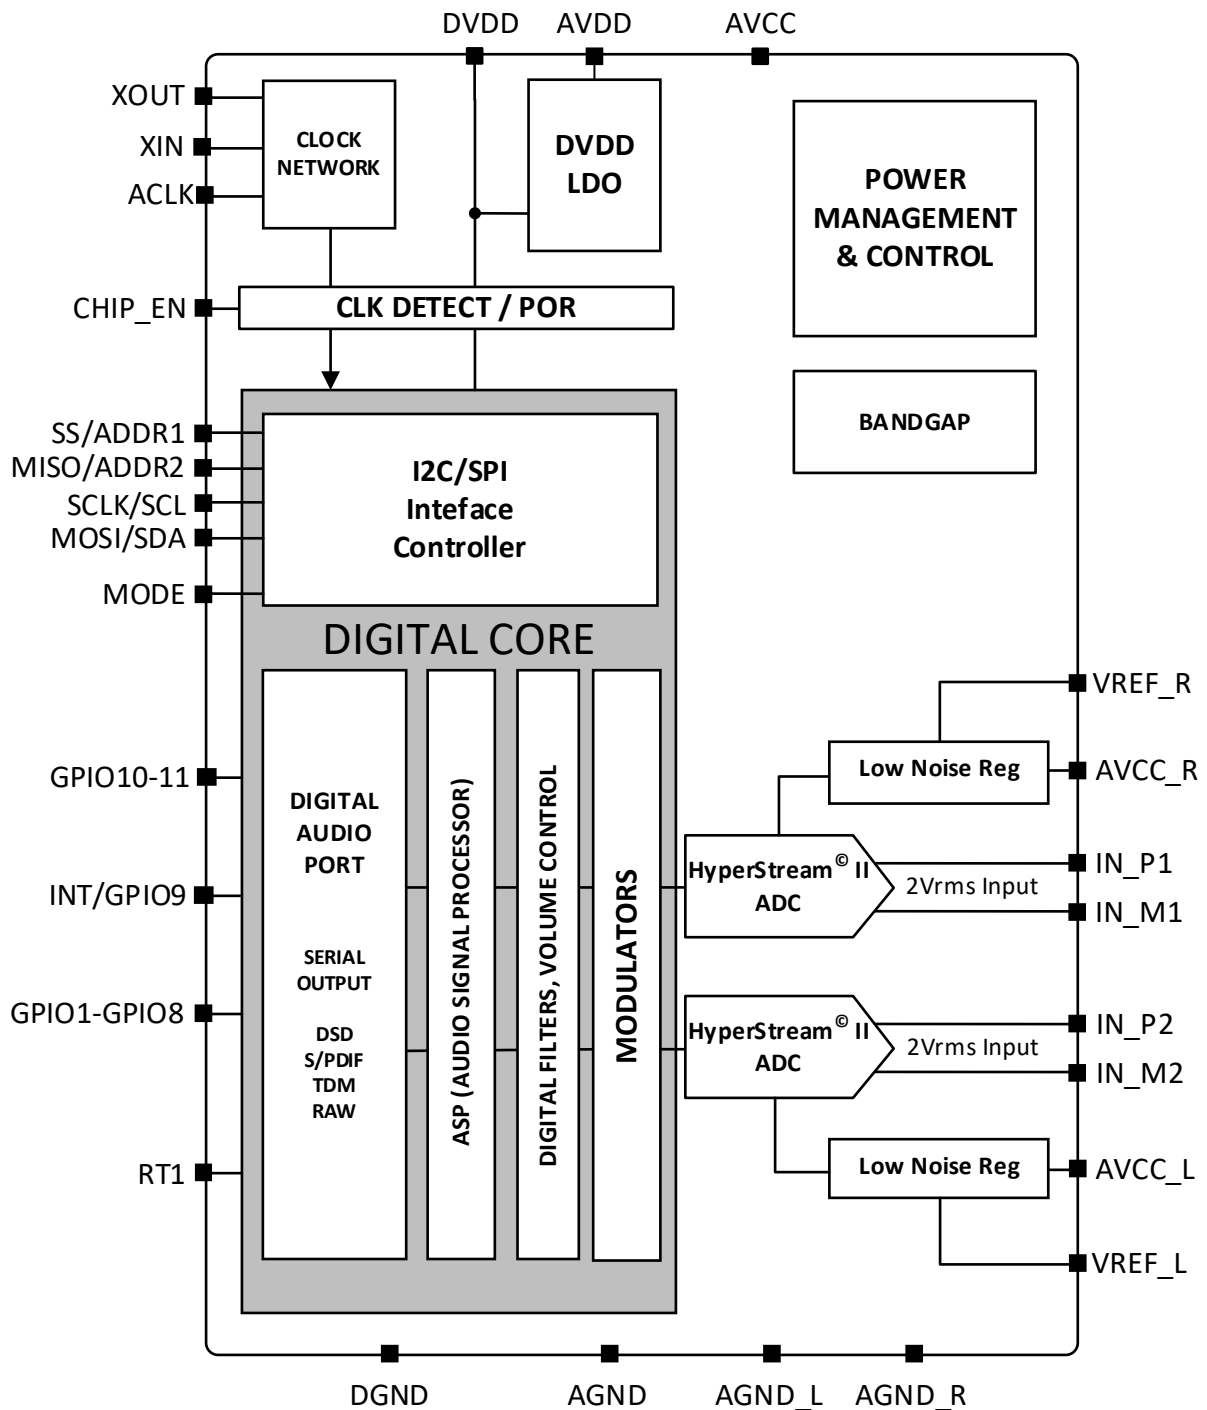 DVDD
AVDD
AVCC
XOUT
XIN
ACLK
CLOCK
NETWORK
DVDD
LDO
POWER
MANAGEMENT
& CONTROL
CHIP_EN
CLK DETECT / POR
BANDGAP
SS/ADDR1
MISO/ADDR2
SCLK/SCL
MOSI/SDA
MODE
I2C/SPI
Inteface
Controller
DIGITAL CORE
GPIO10-11
INT/GPIO9
GPIO1-GPIO8
RT1
DIGITAL
AUDIO
PORT
SERIAL
OUTPUT
DSD
S/PDIF
TDM
RAW
ASP (AUDIO SIGNAL PROCESSOR)
DIGITAL FILTERS, VOLUME CONTROL
MODULATORS
VREF_R
Low Noise Reg
AVCC_R
HyperStream© II
ADC
2Vrms Input
IN_P1
IN_M1
HyperStream© II
ADC
2Vrms Input
IN_P2
IN_M2
Low Noise Reg
AVCC_L
VREF_L
DGND
AGND
AGND_L
AGND_R